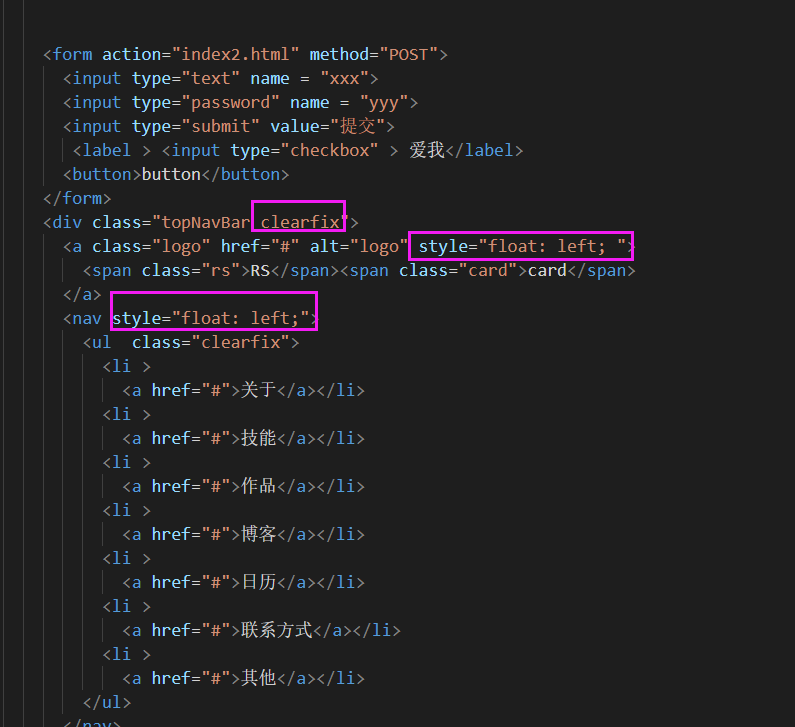 <form action="index2.html" method="POST">
<input type="text" name = "xxx">
<input type="password" name = "yyy">
<input type="submit" value="提交">
<label > <input type="checkbox" > 爱我</label>
<button>button</button>
</form>
<div class="topNavBar clearfix">
<a class="logo" href="#" alt="logo" style="float: left; ">
<span class="rs">RS</span><span class="card">card</span>
</a>
<nav style="float: left;">
<ul  class="clearfix">
<li >
<a href="#">关于</a></li>
<li >
<a href="#">技能</a></li>
<li >
<a href="#">作品</a></li>
<li >
<a href="#">博客</a></li>
<li >
<a href="#">日历</a></li>
<li >
<a href="#">联系方式</a></li>
<li >
<a href="#">其他</a></li>
</ul>
</nav>